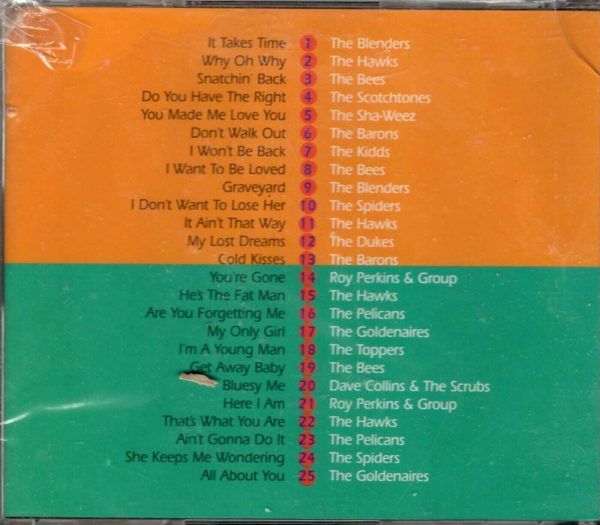 It Takes Time 1 The Blenders
Why Oh Why 2 The Hawks
Snatchin' Back 3 The Bees
Do You Have The Right 4 The Scotchtones
You Made Me Love You 5 The Sha-Weez
Don't Walk Out 6 The Barons
I Won't Be Back 7 The Kidds
I Want To Be Loved 8 The Bees
Graveyard 9 The Blenders
I Don't Want To Lose Her 10 The Spiders
It Ain't That Way 11 The Hawks
My Lost Dreams 12 The Dukes
Cold Kisses 13 The Barons
You're Gone 14 Roy Perkins & Group
He's The Fat Man 15 The Hawks
Are You Forgetting Me 16 The Pelicans
My Only Girl 17 The Goldenaires
I'm A Young Man 18 The Toppers
Get Away Baby 19 The Bees
Bluesy Me 20 Dave Collins & The Scrubs
Here I Am 21 Roy Perkins & Group
That's What You Are 22 The Hawks
Ain't Gonna Do It 23 The Pelicans
She Keeps Me Wondering 24 The Spiders
All About You 25 The Goldenaires